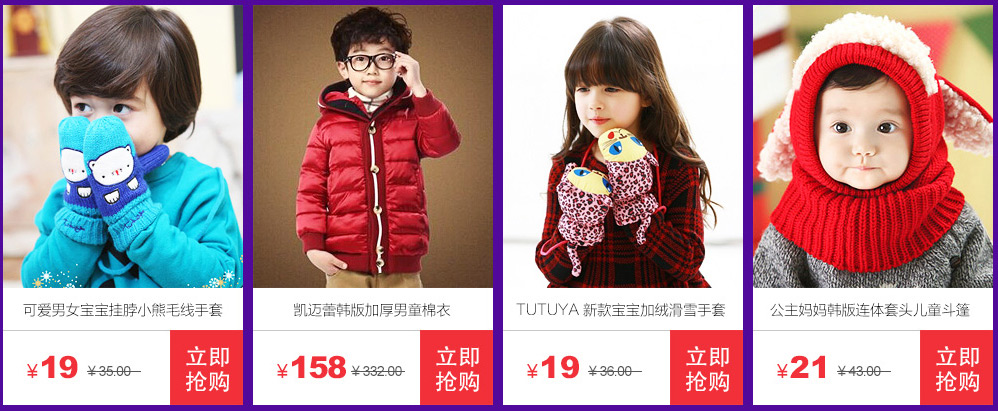 可爱男女宝宝挂脖小熊毛线手套
¥19 ¥35.00
立即
抢购
凯迈蕾韩版加厚男童棉衣
¥158 ¥332.00
立即
抢购
TUTUYA 新款宝宝加绒滑雪手套
¥19 ¥36.00
立即
抢购
公主妈妈韩版连体套头儿童斗篷
¥21 ¥43.00
立即
抢购